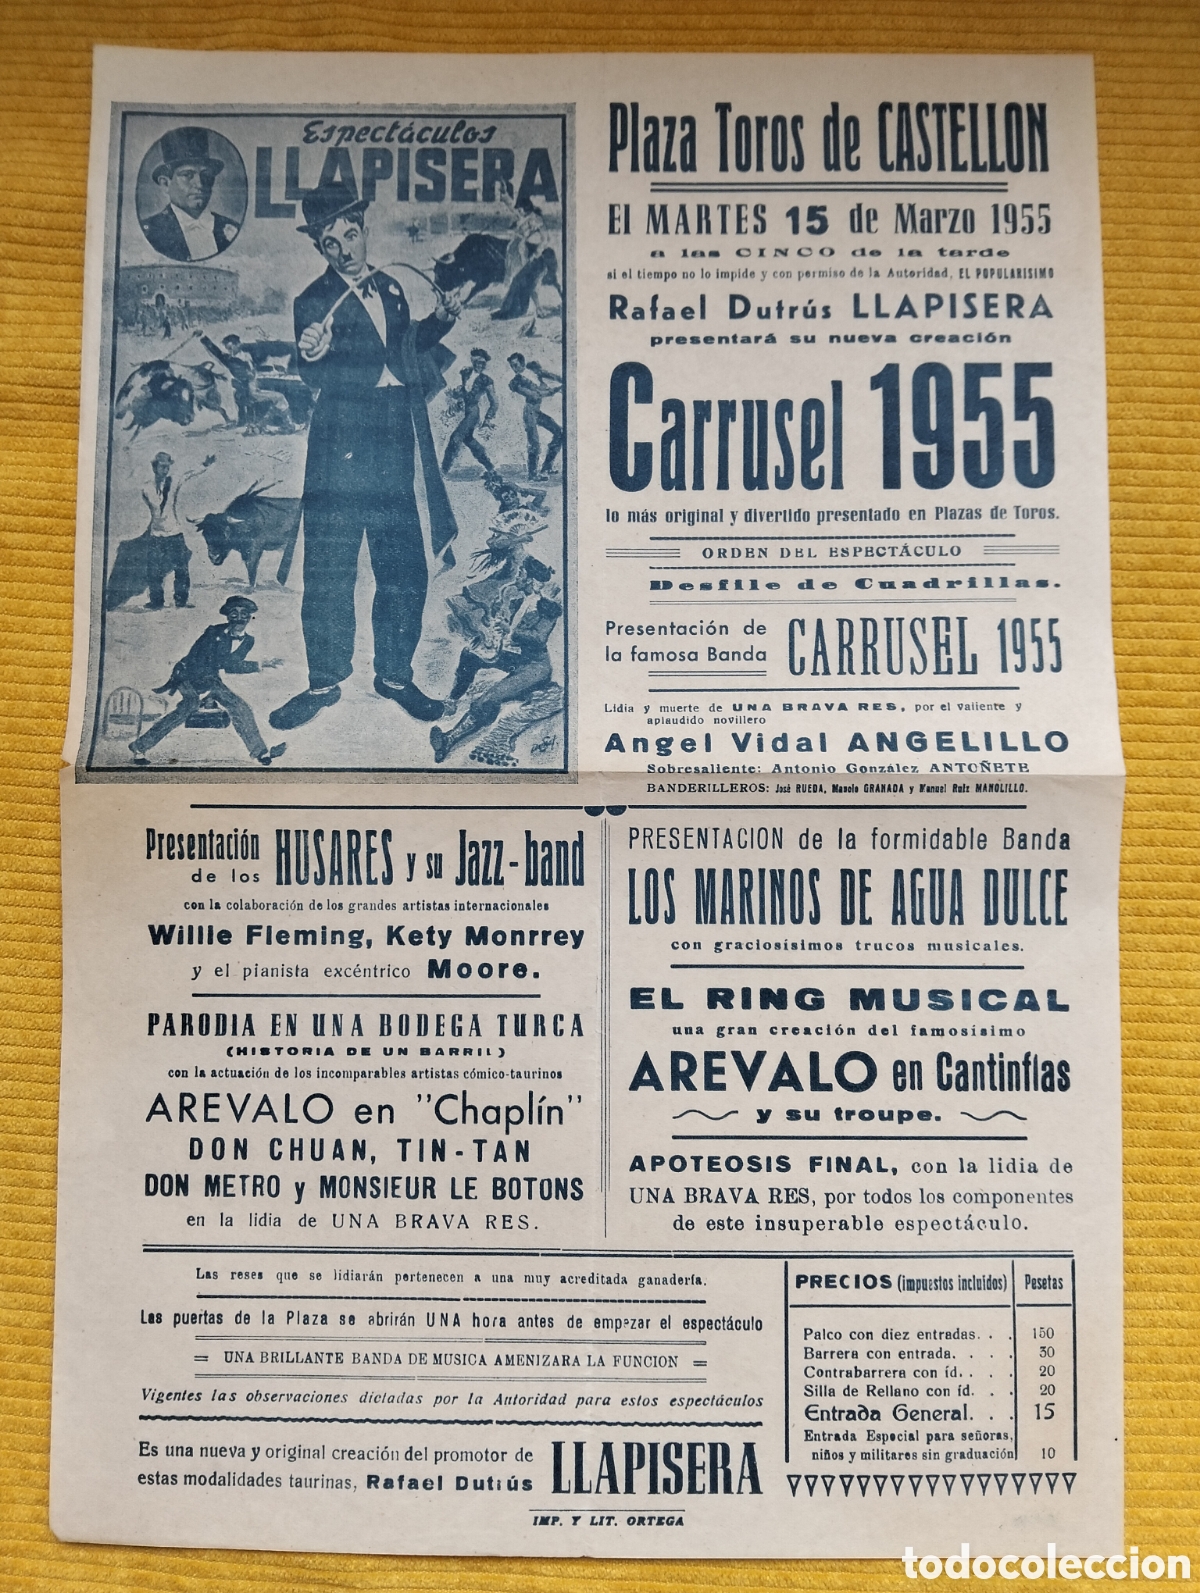 Espectáculos
LLAPISERA
Plaza Toros de CASTELLON
El MARTES 15 de Marzo 1955
a las CINCO de la tarde
si el tiempo no lo impide y con permiso de la Autoridad, EL POPULARISIMO
Rafael Dutrús LLAPISERA
presentará su nueva creación
Carrusel 1955
lo más original y divertido presentado en Plazas de Toros.
ORDEN DEL ESPECTÁCULO
Desfile de Cuadrillas.
Presentación de
la famosa Banda
CARRUSEL 1955
Lidia y muerte de UNA BRAVA RES, por el valiente y
aplaudido novillero
Angel Vidal ANGELILLO
Sobresaliente: Antonio González ANTOÑETE
BANDERILLEROS: José RUEDA, Manolo GRANADA y Manuel Ruiz MANOLILLO.
Presentación
de los
HUSARES y su Jazz-band
con la colaboración de los grandes artistas internacionales
Willie Fleming, Kety Monrrey
y el pianista excéntrico Moore.
PARODIA EN UNA BODEGA TURCA
(HISTORIA DE UN BARRIL)
con la actuación de los incomparables artistas cómico-taurinos
AREVALO en "Chaplín"
DON CHUAN, TIN-TAN
DON METRO y MONSIEUR LE BOTONS
en la lidia de UNA BRAVA RES.
PRESENTACION de la formidable Banda
LOS MARINOS DE AGUA DULCE
con graciosísimos trucos musicales.
EL RING MUSICAL
una gran creación del famosísimo
AREVALO en Cantinflas
y su troupe.
APOTEOSIS FINAL, con la lidia de
UNA BRAVA RES, por todos los componentes
de este insuperable espectáculo.
Las reses que se lidiarán pertenecen a una muy acreditada ganadería.
Las puertas de la Plaza se abrirán UNA hora antes de empezar el espectáculo
= UNA BRILLANTE BANDA DE MUSICA AMENIZARA LA FUNCION =
Vigentes las observaciones dictadas por la Autoridad para estos espectáculos
Es una nueva y original creación del promotor de
estas modalidades taurinas, Rafael Dutrús
LLAPISERA
PRECIOS (impuestos incluidos) Pesetas
Palco con diez entradas. . . 150
Barrera con entrada. . . . 30
Contrabarrera con íd. . . . 20
Silla de Rellano con íd. . . 20
Entrada General. . . 15
Entrada Especial para señoras,
niños y militares sin graduación 10
IMP. Y LIT. ORTEGA
todocoleccion